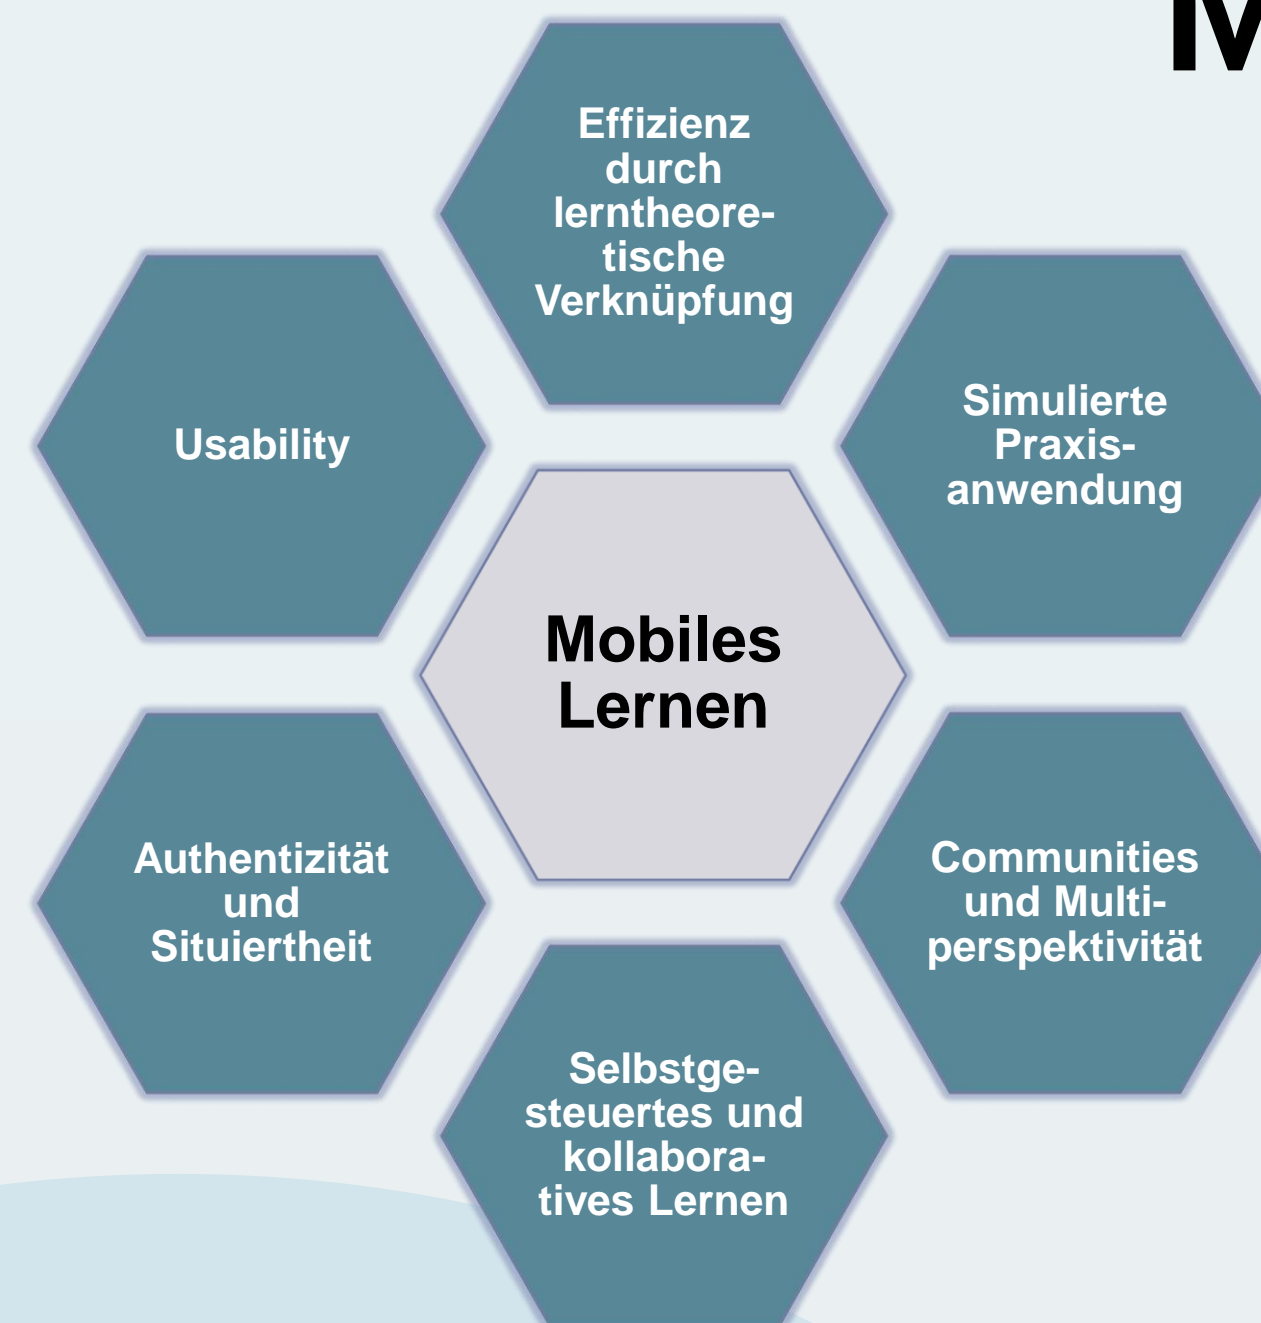 M
Effizienz
durch
lerntheore-
tische
Verknüpfung
Simulierte
Praxis-
anwendung
Usability
Mobiles
Lernen
Authentizität
und
Situiertheit
Communities
und Multi-
perspektivität
Selbstge-
steuertes und
kollabora-
tives Lernen